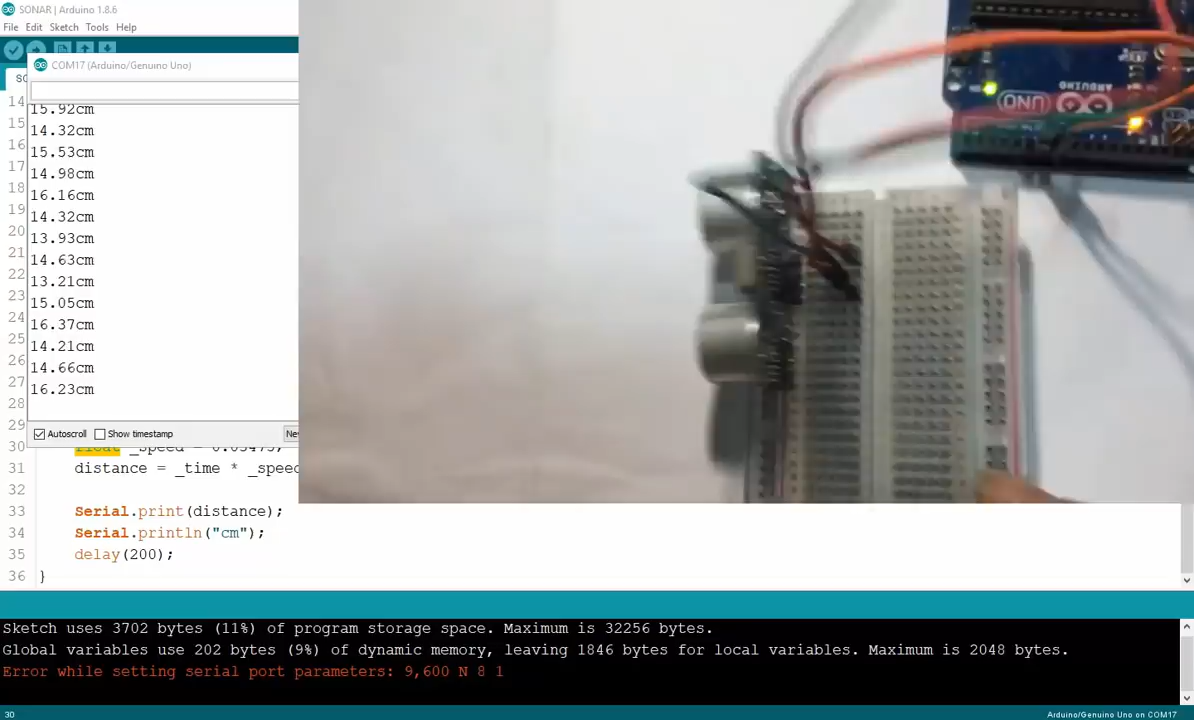 SONAR | Arduino 1.8.6
File Edit Sketch Tools Help
COM17 (Arduino/Genuino Uno)
14
15
16
17
18
19
20
21
22
23
24
25
26
27
28
29
15.92cm
14.32cm
15.53cm
14.98cm
16.16cm
14.32cm
13.93cm
14.63cm
13.21cm
15.05cm
16.37cm
14.21cm
14.66cm
16.23cm
Autoscroll Show timestamp
30 float _speed = 0.03475;
31 distance = _time * _speed
32
33 Serial.print(distance);
34 Serial.println("cm");
35 delay(200);
36 }
Sketch uses 3702 bytes (11%) of program storage space. Maximum is 32256 bytes.
Global variables use 202 bytes (9%) of dynamic memory, leaving 1846 bytes for local variables. Maximum is 2048 bytes.
Error while setting serial port parameters: 9,600 N 8 1
30 Arduino/Genuino Uno on COM17
UNO
ARDUINO